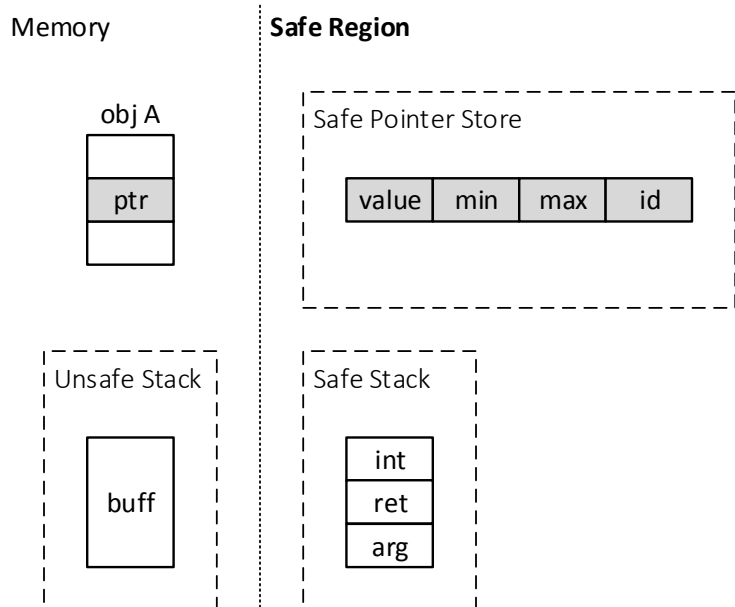 Memory
Safe Region
obj A
ptr
Safe Pointer Store
value min max id
Unsafe Stack
buff
Safe Stack
int
ret
arg